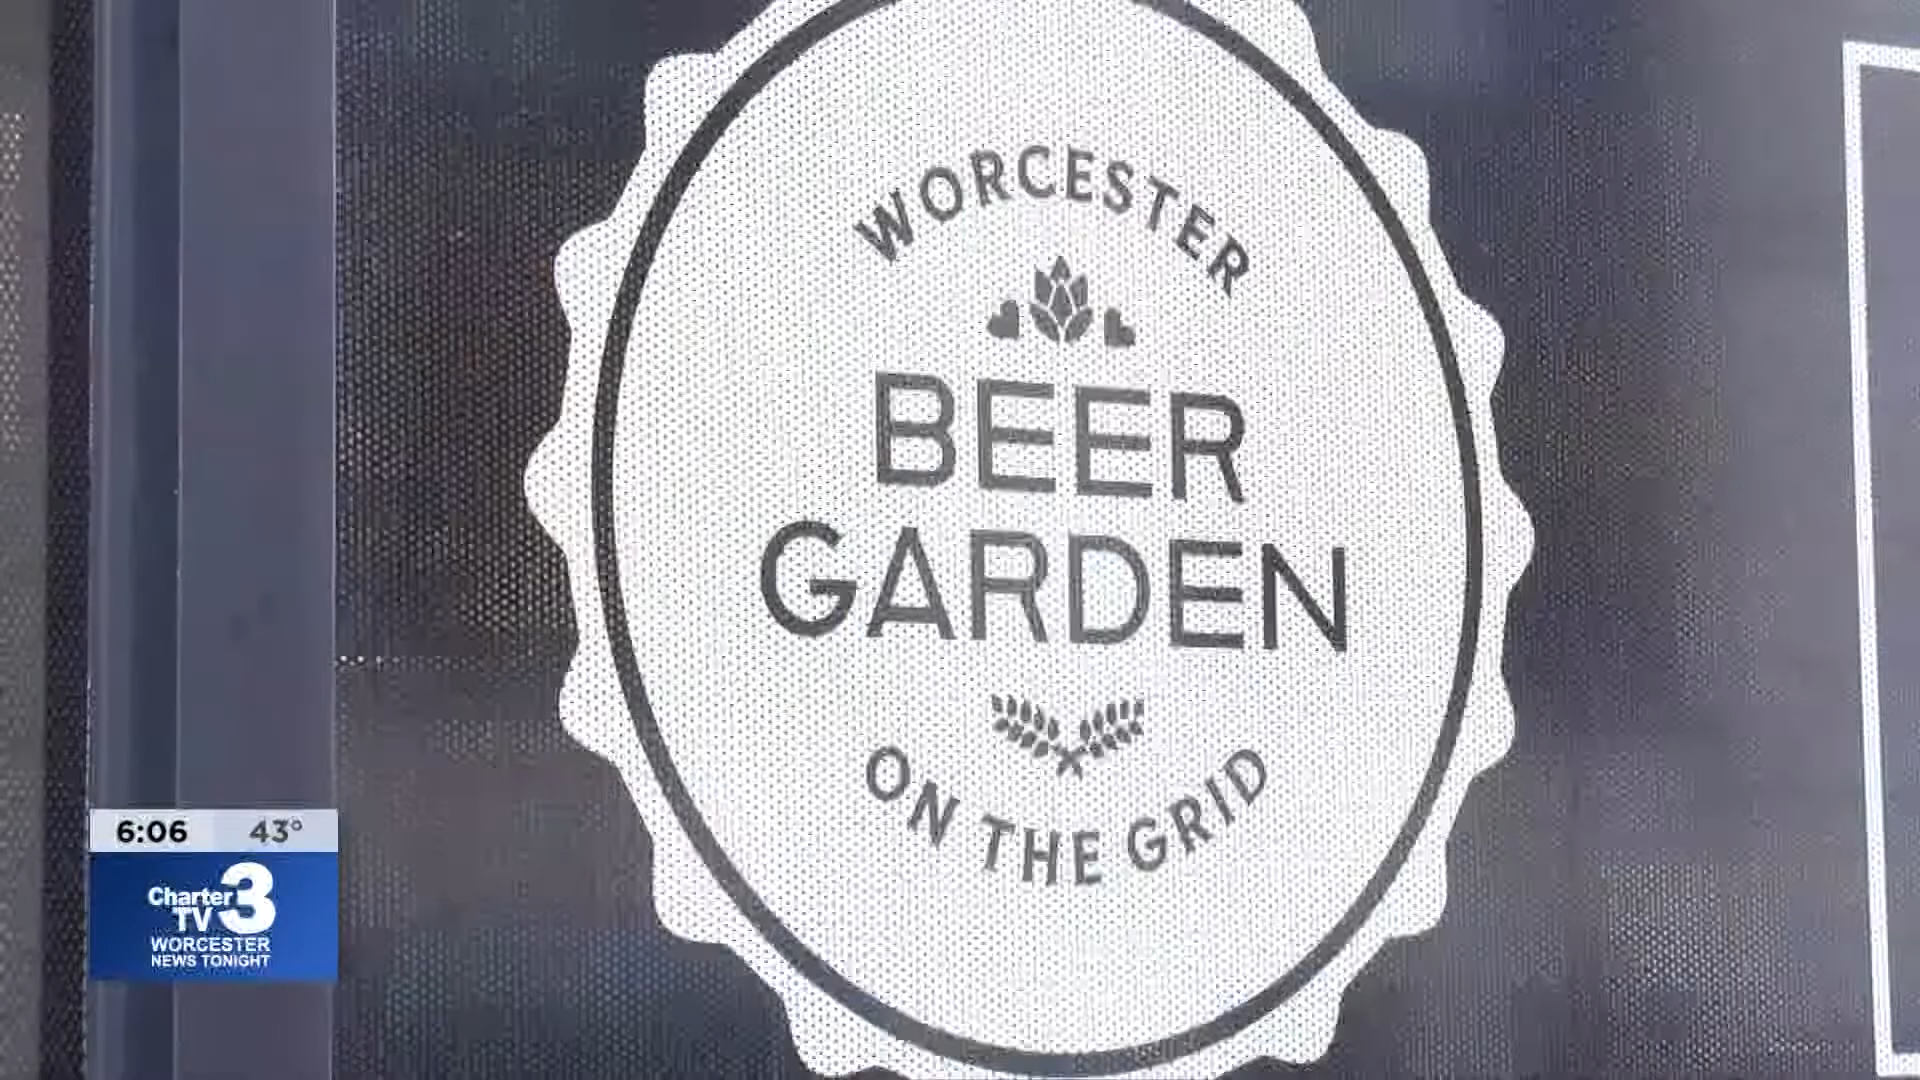 WORCESTER
BEER
GARDEN
ON THE GRID
6:06 43°
Charter
TV 3
WORCESTER
NEWS TONIGHT